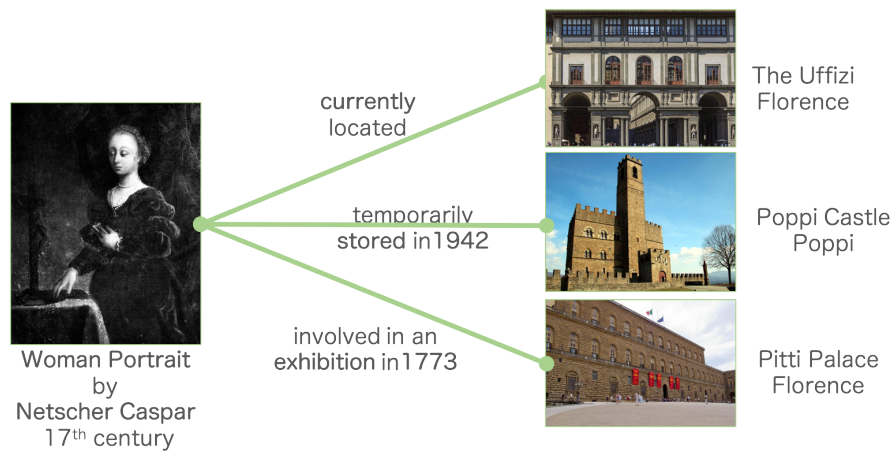 currently
located
The Uffizi
Florence
temporarily
stored in1942
Poppi Castle
Poppi
involved in an
exhibition in1773
Pitti Palace
Florence
Woman Portrait
by
Netscher Caspar
17th century